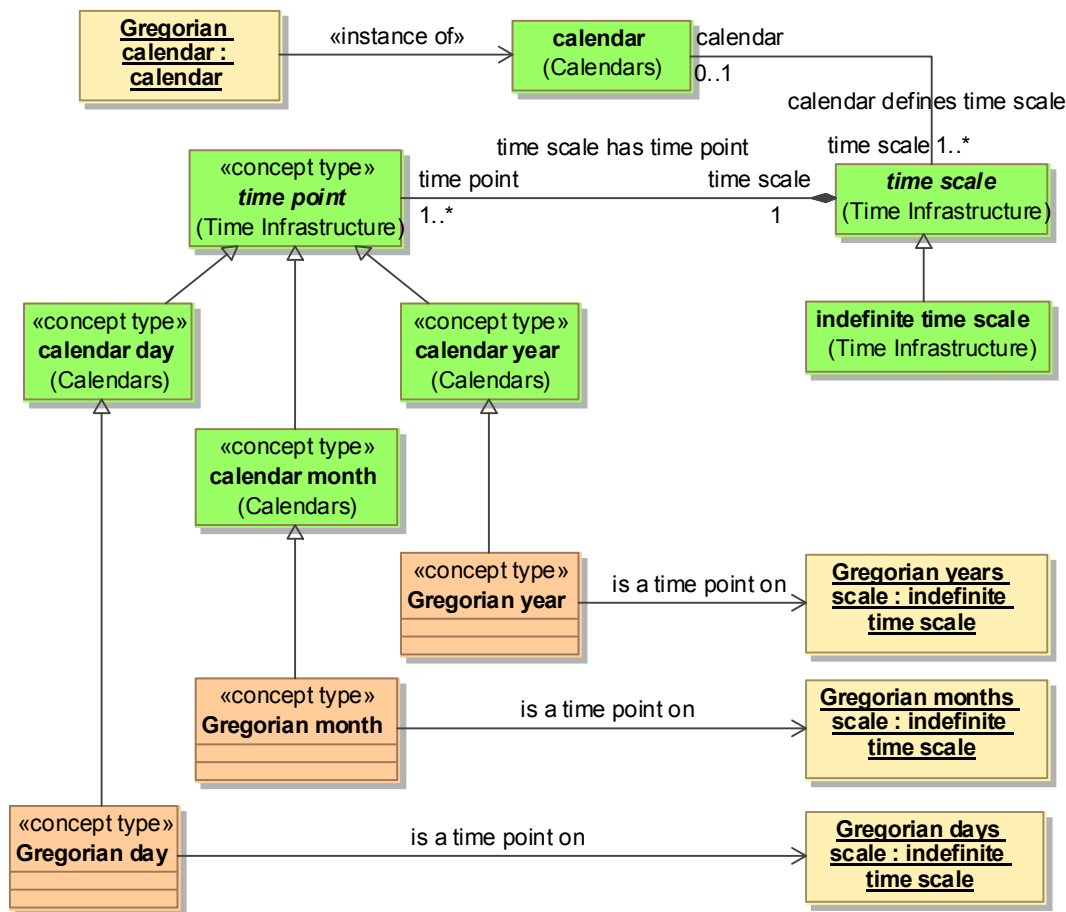 Gregorian
calendar :
calendar
«instance of»
calendar
(Calendars)
calendar
0..1
calendar defines time scale
time scale 1..*
«concept type»
time point
(Time Infrastructure)
time scale has time point
time point
1..*
time scale
1
time scale
(Time Infrastructure)
«concept type»
calendar day
(Calendars)
«concept type»
calendar year
(Calendars)
indefinite time scale
(Time Infrastructure)
«concept type»
calendar month
(Calendars)
«concept type»
Gregorian year
is a time point on
Gregorian years
scale : indefinite
time scale
«concept type»
Gregorian month
is a time point on
Gregorian months
scale : indefinite
time scale
«concept type»
Gregorian day
is a time point on
Gregorian days
scale : indefinite
time scale